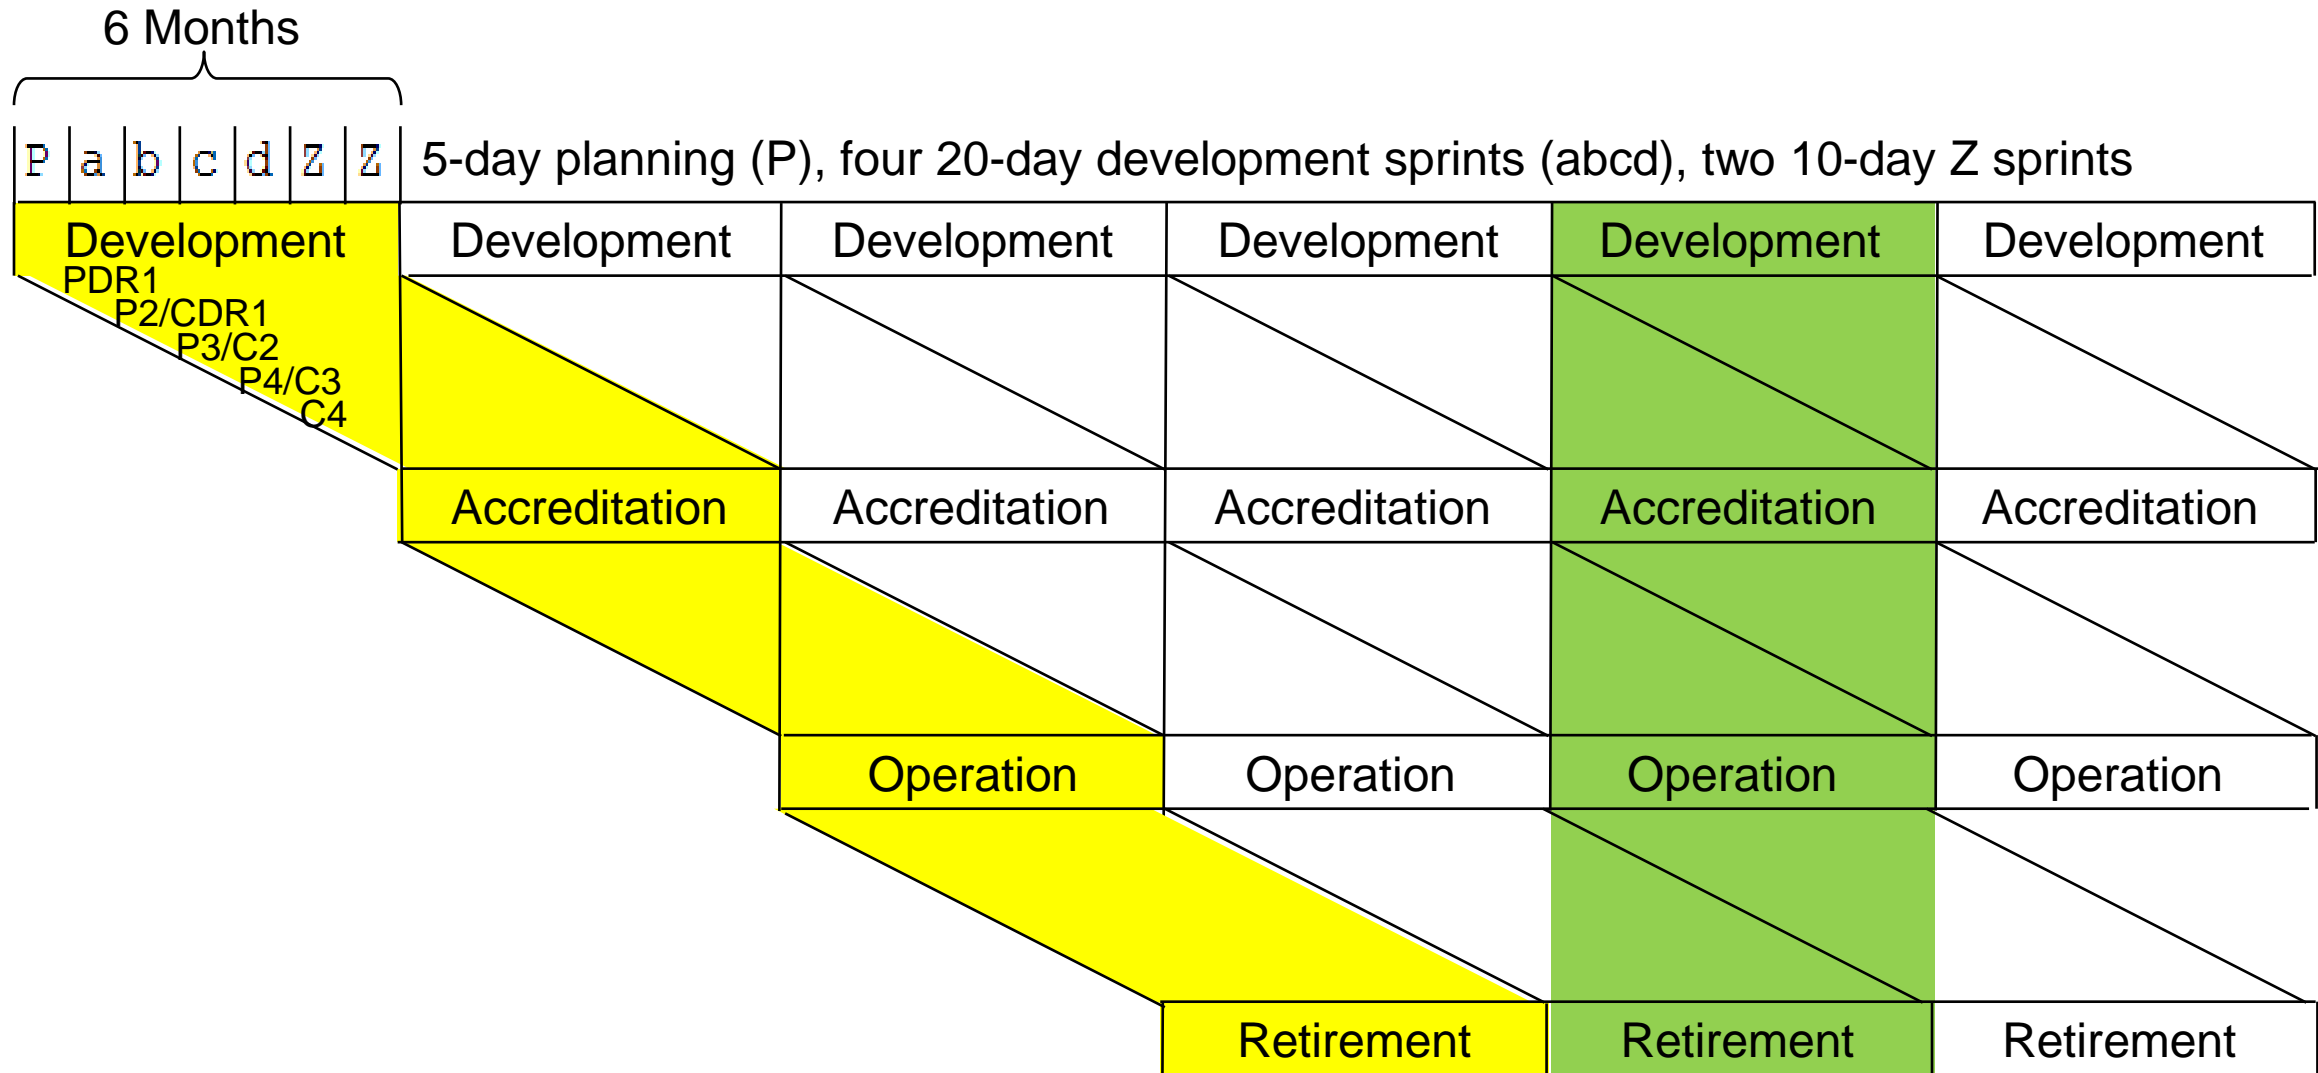 6 Months
P a b c d Z Z 5-day planning (P), four 20-day development sprints (abcd), two 10-day Z sprints
Development Development Development Development Development Development
PDR1
P2/CDR1
P3/C2
P4/C3
C4
Accreditation Accreditation Accreditation Accreditation Accreditation
Operation Operation Operation Operation
Retirement Retirement Retirement